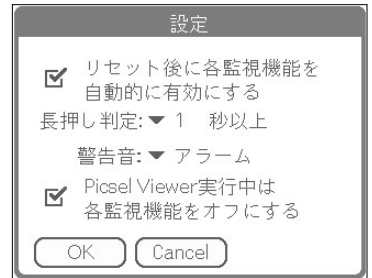 設定
リセット後に各監視機能を
自動的に有効にする
長押し判定: 1 秒以上
警告音: アラーム
Picsel Viewer実行中は
各監視機能をオフにする
OK Cancel